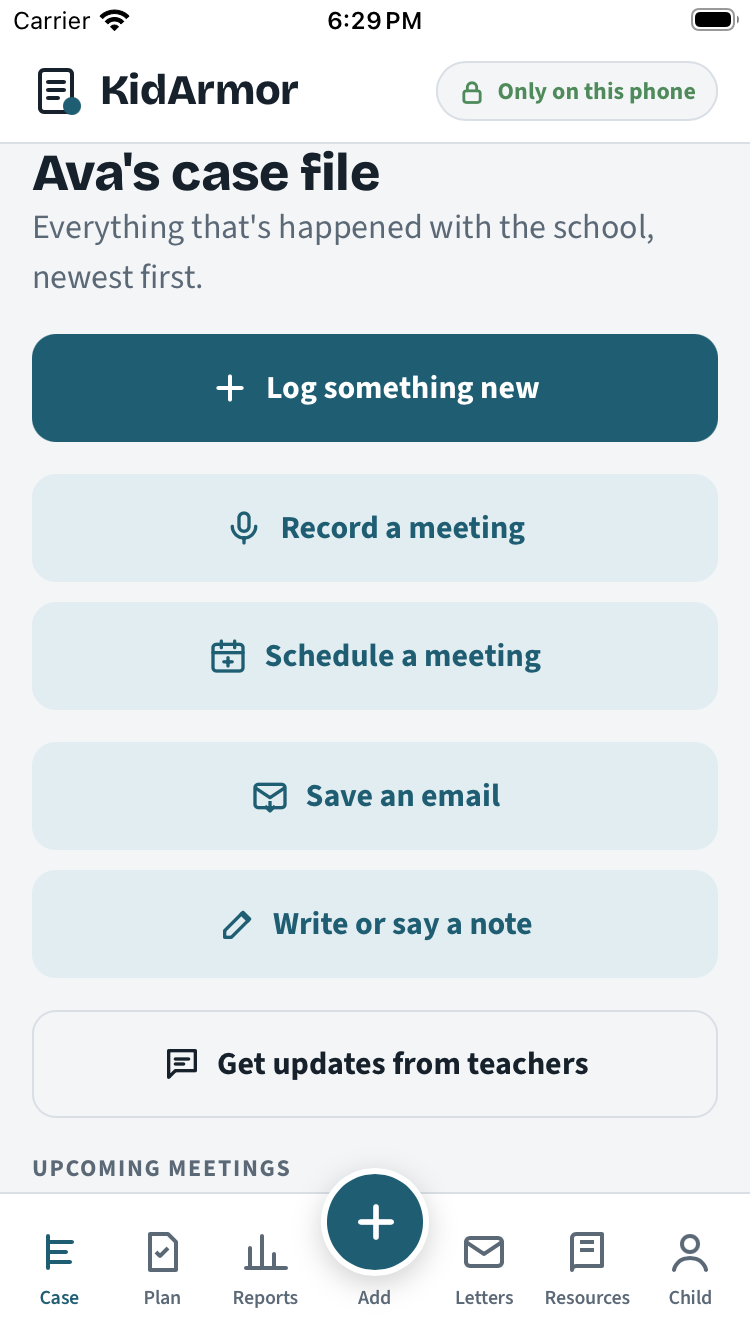 Carrier 6:29 PM
KidArmor Only on this phone
Ava's case file
Everything that's happened with the school,
newest first.
Log something new
Record a meeting
Schedule a meeting
Save an email
Write or say a note
Get updates from teachers
UPCOMING MEETINGS
Case Plan Reports Add Letters Resources Child